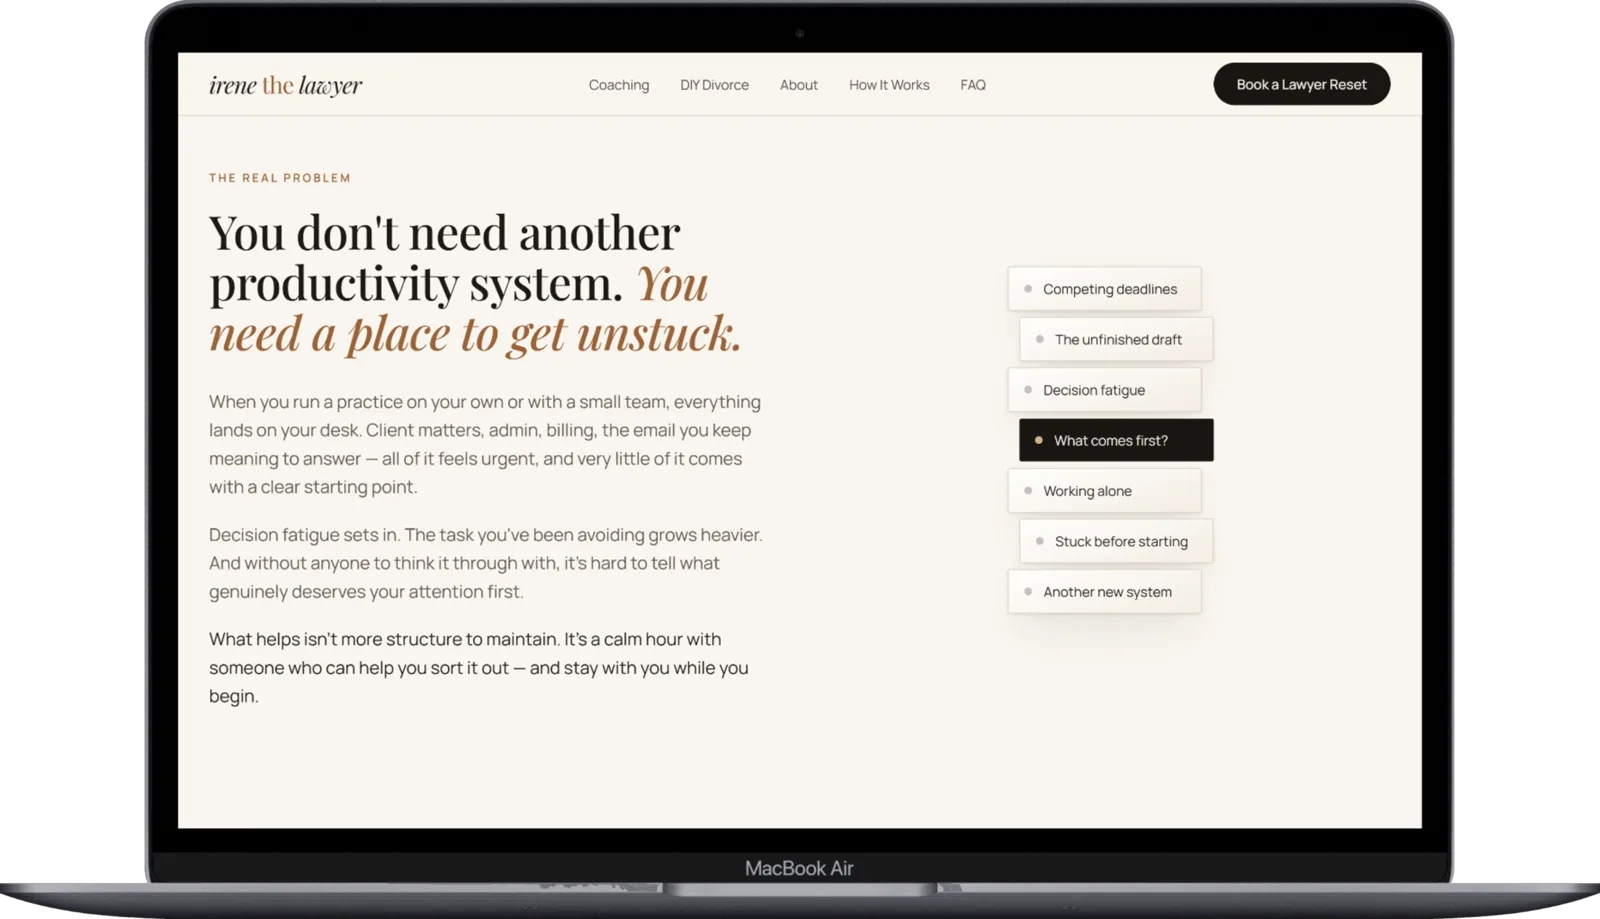 irene the lawyer
Coaching
DIY Divorce
About
How It Works
FAQ
Book a Lawyer Reset
THE REAL PROBLEM
You don't need another
productivity system. You
need a place to get unstuck.
When you run a practice on your own or with a small team, everything
lands on your desk. Client matters, admin, billing, the email you keep
meaning to answer — all of it feels urgent, and very little of it comes
with a clear starting point.
Decision fatigue sets in. The task you've been avoiding grows heavier.
And without anyone to think it through with, it's hard to tell what
genuinely deserves your attention first.
What helps isn't more structure to maintain. It's a calm hour with
someone who can help you sort it out — and stay with you while you
begin.
Competing deadlines
The unfinished draft
Decision fatigue
What comes first?
Working alone
Stuck before starting
Another new system
MacBook Air